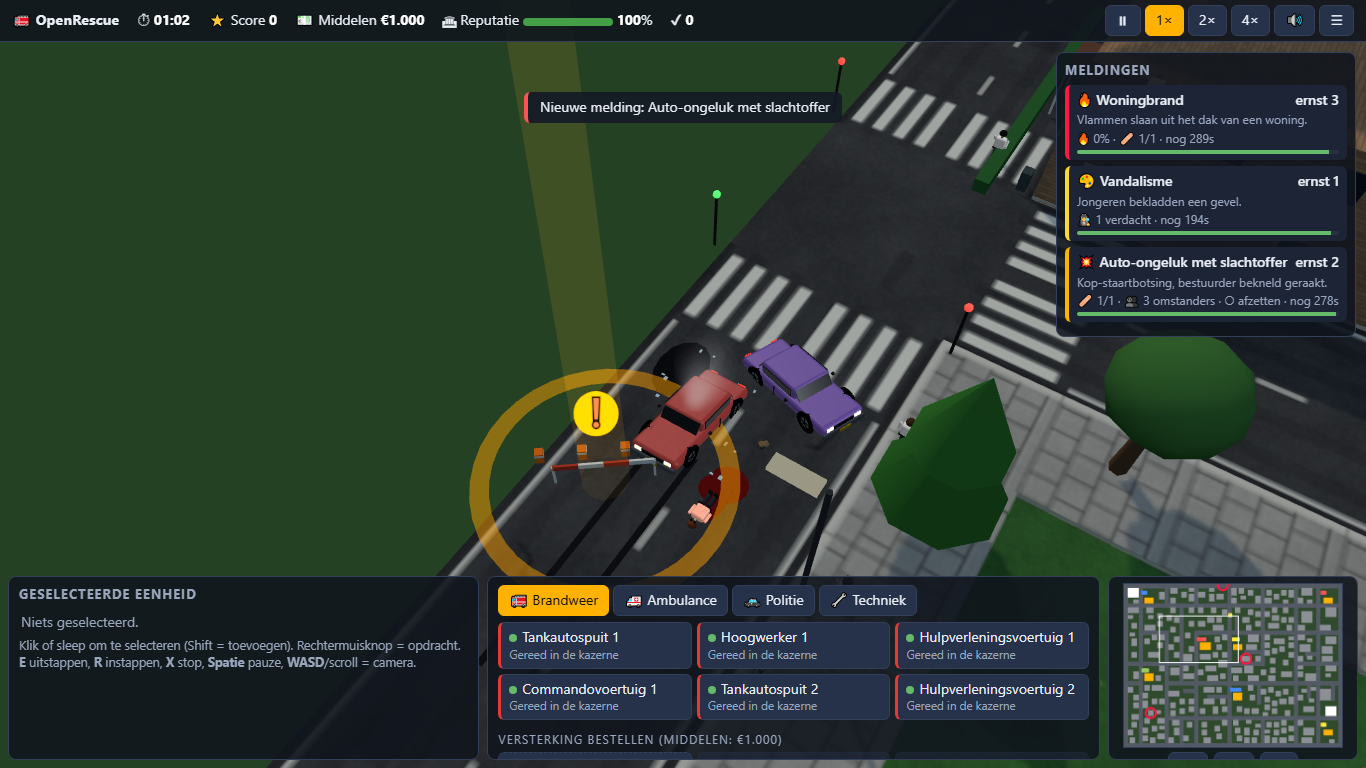 OpenRescue 01:02 Score 0 Middelen €1.000 Reputatie 100% ✓ 0 1× 2× 4×
Nieuwe melding: Auto-ongeluk met slachtoffer
MELDINGEN
Woningbrand ernst 3
Vlammen slaan uit het dak van een woning.
0% · 1/1 · nog 289s
Vandalisme ernst 1
Jongeren bekladden een gevel.
1 verdacht · nog 194s
Auto-ongeluk met slachtoffer ernst 2
Kop-staartbotsing, bestuurder bekneld geraakt.
1/1 · 3 omstanders · afzetten · nog 278s
GESELECTEERDE EENHEID
Niets geselecteerd.
Klik of sleep om te selecteren (Shift = toevoegen). Rechtermuisknop = opdracht.
E uitstappen, R instappen, X stop, Spatie pauze, WASD/scroll = camera.
Brandweer Ambulance Politie Techniek
Tankautospuit 1 Hoogwerker 1 Hulpverleningsvoertuig 1
Gereed in de kazerne Gereed in de kazerne Gereed in de kazerne
Commandovoertuig 1 Tankautospuit 2 Hulpverleningsvoertuig 2
Gereed in de kazerne Gereed in de kazerne Gereed in de kazerne
VERSTERKING BESTELLEN (MIDDELEN: €1.000)